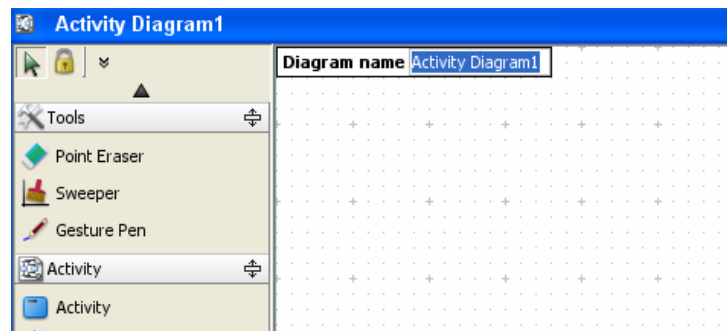 Activity Diagram1
Diagram name Activity Diagram1
Tools
Point Eraser
Sweeper
Gesture Pen
Activity
Activity